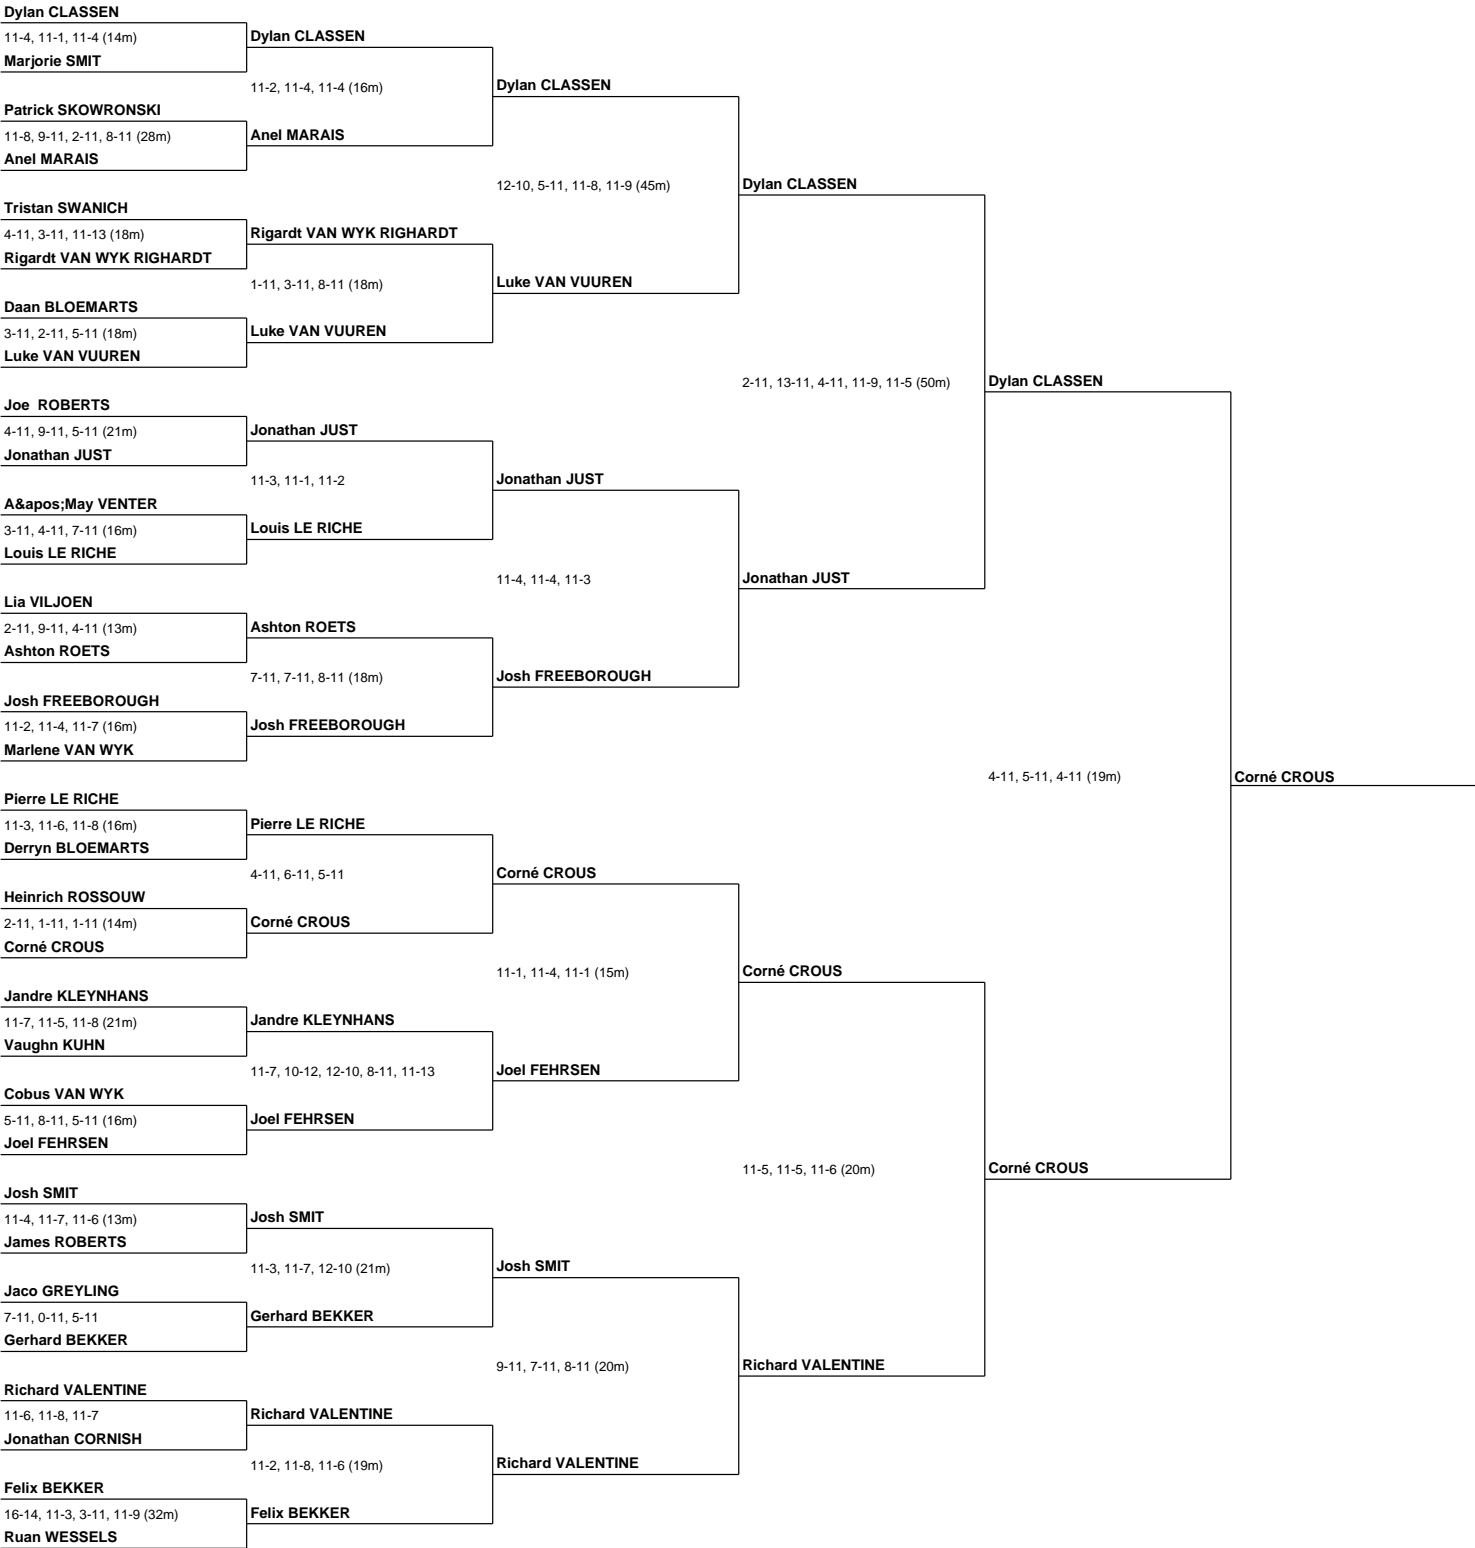 Dylan CLASSEN
11-4, 11-1, 11-4 (14m)
Marjorie SMIT
Patrick SKOWRONSKI
11-8, 9-11, 2-11, 8-11 (28m)
Anel MARAIS
Tristan SWANICH
4-11, 3-11, 11-13 (18m)
Rigardt VAN WYK RIGHARDT
Daan BLOEMARTS
3-11, 2-11, 5-11 (18m)
Luke VAN VUUREN
Joe  ROBERTS
4-11, 9-11, 5-11 (21m)
Jonathan JUST
A&apos;May VENTER
3-11, 4-11, 7-11 (16m)
Louis LE RICHE
Lia VILJOEN
2-11, 9-11, 4-11 (13m)
Ashton ROETS
Josh FREEBOROUGH
11-2, 11-4, 11-7 (16m)
Marlene VAN WYK
Pierre LE RICHE
11-3, 11-6, 11-8 (16m)
Derryn BLOEMARTS
Heinrich ROSSOUW
2-11, 1-11, 1-11 (14m)
Corné CROUS
Jandre KLEYNHANS
11-7, 11-5, 11-8 (21m)
Vaughn KUHN
Cobus VAN WYK
5-11, 8-11, 5-11 (16m)
Joel FEHRSEN
Josh SMIT
11-4, 11-7, 11-6 (13m)
James ROBERTS
Jaco GREYLING
7-11, 0-11, 5-11
Gerhard BEKKER
Richard VALENTINE
11-6, 11-8, 11-7
Jonathan CORNISH
Felix BEKKER
16-14, 11-3, 3-11, 11-9 (32m)
Ruan WESSELS
Dylan CLASSEN
11-2, 11-4, 11-4 (16m)
Anel MARAIS
Rigardt VAN WYK RIGHARDT
1-11, 3-11, 8-11 (18m)
Luke VAN VUUREN
Jonathan JUST
11-3, 11-1, 11-2
Louis LE RICHE
Ashton ROETS
7-11, 7-11, 8-11 (18m)
Josh FREEBOROUGH
Pierre LE RICHE
4-11, 6-11, 5-11
Corné CROUS
Jandre KLEYNHANS
11-7, 10-12, 12-10, 8-11, 11-13
Joel FEHRSEN
Josh SMIT
11-3, 11-7, 12-10 (21m)
Gerhard BEKKER
Richard VALENTINE
11-2, 11-8, 11-6 (19m)
Felix BEKKER
Dylan CLASSEN
12-10, 5-11, 11-8, 11-9 (45m)
Luke VAN VUUREN
Jonathan JUST
11-4, 11-4, 11-3
Josh FREEBOROUGH
Corné CROUS
11-1, 11-4, 11-1 (15m)
Joel FEHRSEN
Josh SMIT
9-11, 7-11, 8-11 (20m)
Richard VALENTINE
Dylan CLASSEN
2-11, 13-11, 4-11, 11-9, 11-5 (50m)
Jonathan JUST
Corné CROUS
11-5, 11-5, 11-6 (20m)
Richard VALENTINE
Dylan CLASSEN
4-11, 5-11, 4-11 (19m)
Corné CROUS
Corné CROUS